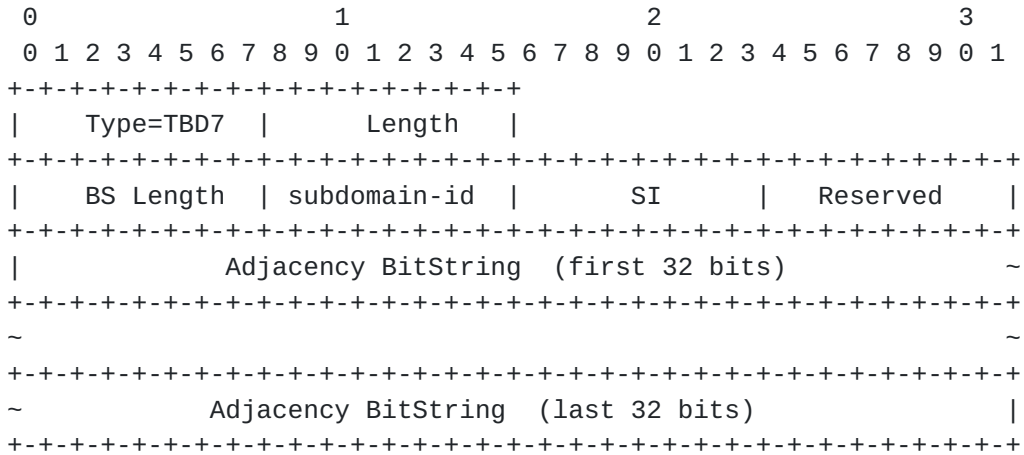 0                   1                   2                   3
 0 1 2 3 4 5 6 7 8 9 0 1 2 3 4 5 6 7 8 9 0 1 2 3 4 5 6 7 8 9 0 1
+-+-+-+-+-+-+-+-+-+-+-+-+-+-+-+-+
|    Type=TBD7  |      Length   |
+-+-+-+-+-+-+-+-+-+-+-+-+-+-+-+-+-+-+-+-+-+-+-+-+-+-+-+-+-+-+-+-+
|    BS Length  | subdomain-id  |       SI      |   Reserved    |
+-+-+-+-+-+-+-+-+-+-+-+-+-+-+-+-+-+-+-+-+-+-+-+-+-+-+-+-+-+-+-+-+
|             Adjacency BitString  (first 32 bits)              ~
+-+-+-+-+-+-+-+-+-+-+-+-+-+-+-+-+-+-+-+-+-+-+-+-+-+-+-+-+-+-+-+-+
~                                                               ~
+-+-+-+-+-+-+-+-+-+-+-+-+-+-+-+-+-+-+-+-+-+-+-+-+-+-+-+-+-+-+-+-+
~            Adjacency BitString  (last 32 bits)                |
+-+-+-+-+-+-+-+-+-+-+-+-+-+-+-+-+-+-+-+-+-+-+-+-+-+-+-+-+-+-+-+-+